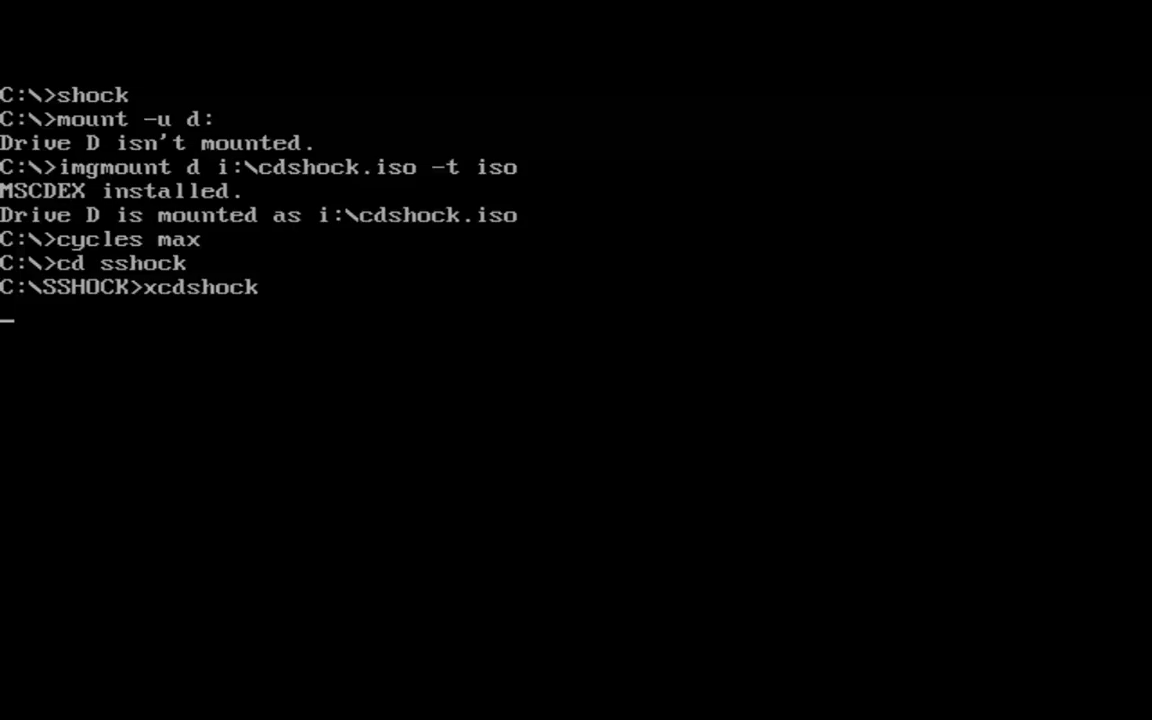 C:\>shock
C:\>mount -u d:
Drive D isn't mounted.
C:\>imgmount d i:\cdshock.iso -t iso
MSCDEX installed.
Drive D is mounted as i:\cdshock.iso
C:\>cycles max
C:\>cd sshock
C:\SSHOCK>xcdshock